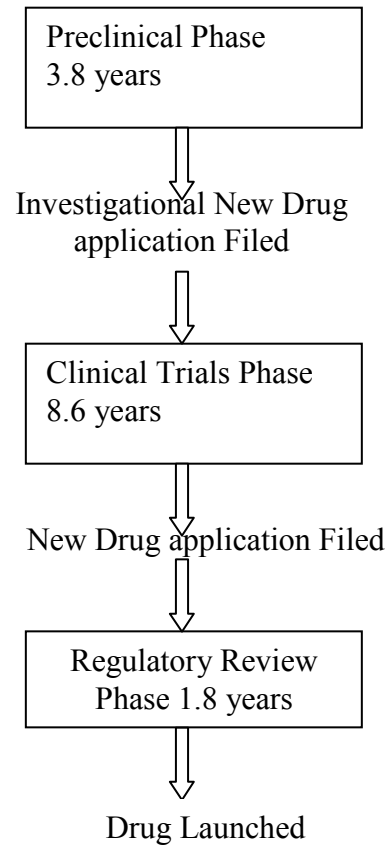 Preclinical Phase
3.8 years
Investigational New Drug
application Filed
Clinical Trials Phase
8.6 years
New Drug application Filed
Regulatory Review
Phase 1.8 years
Drug Launched